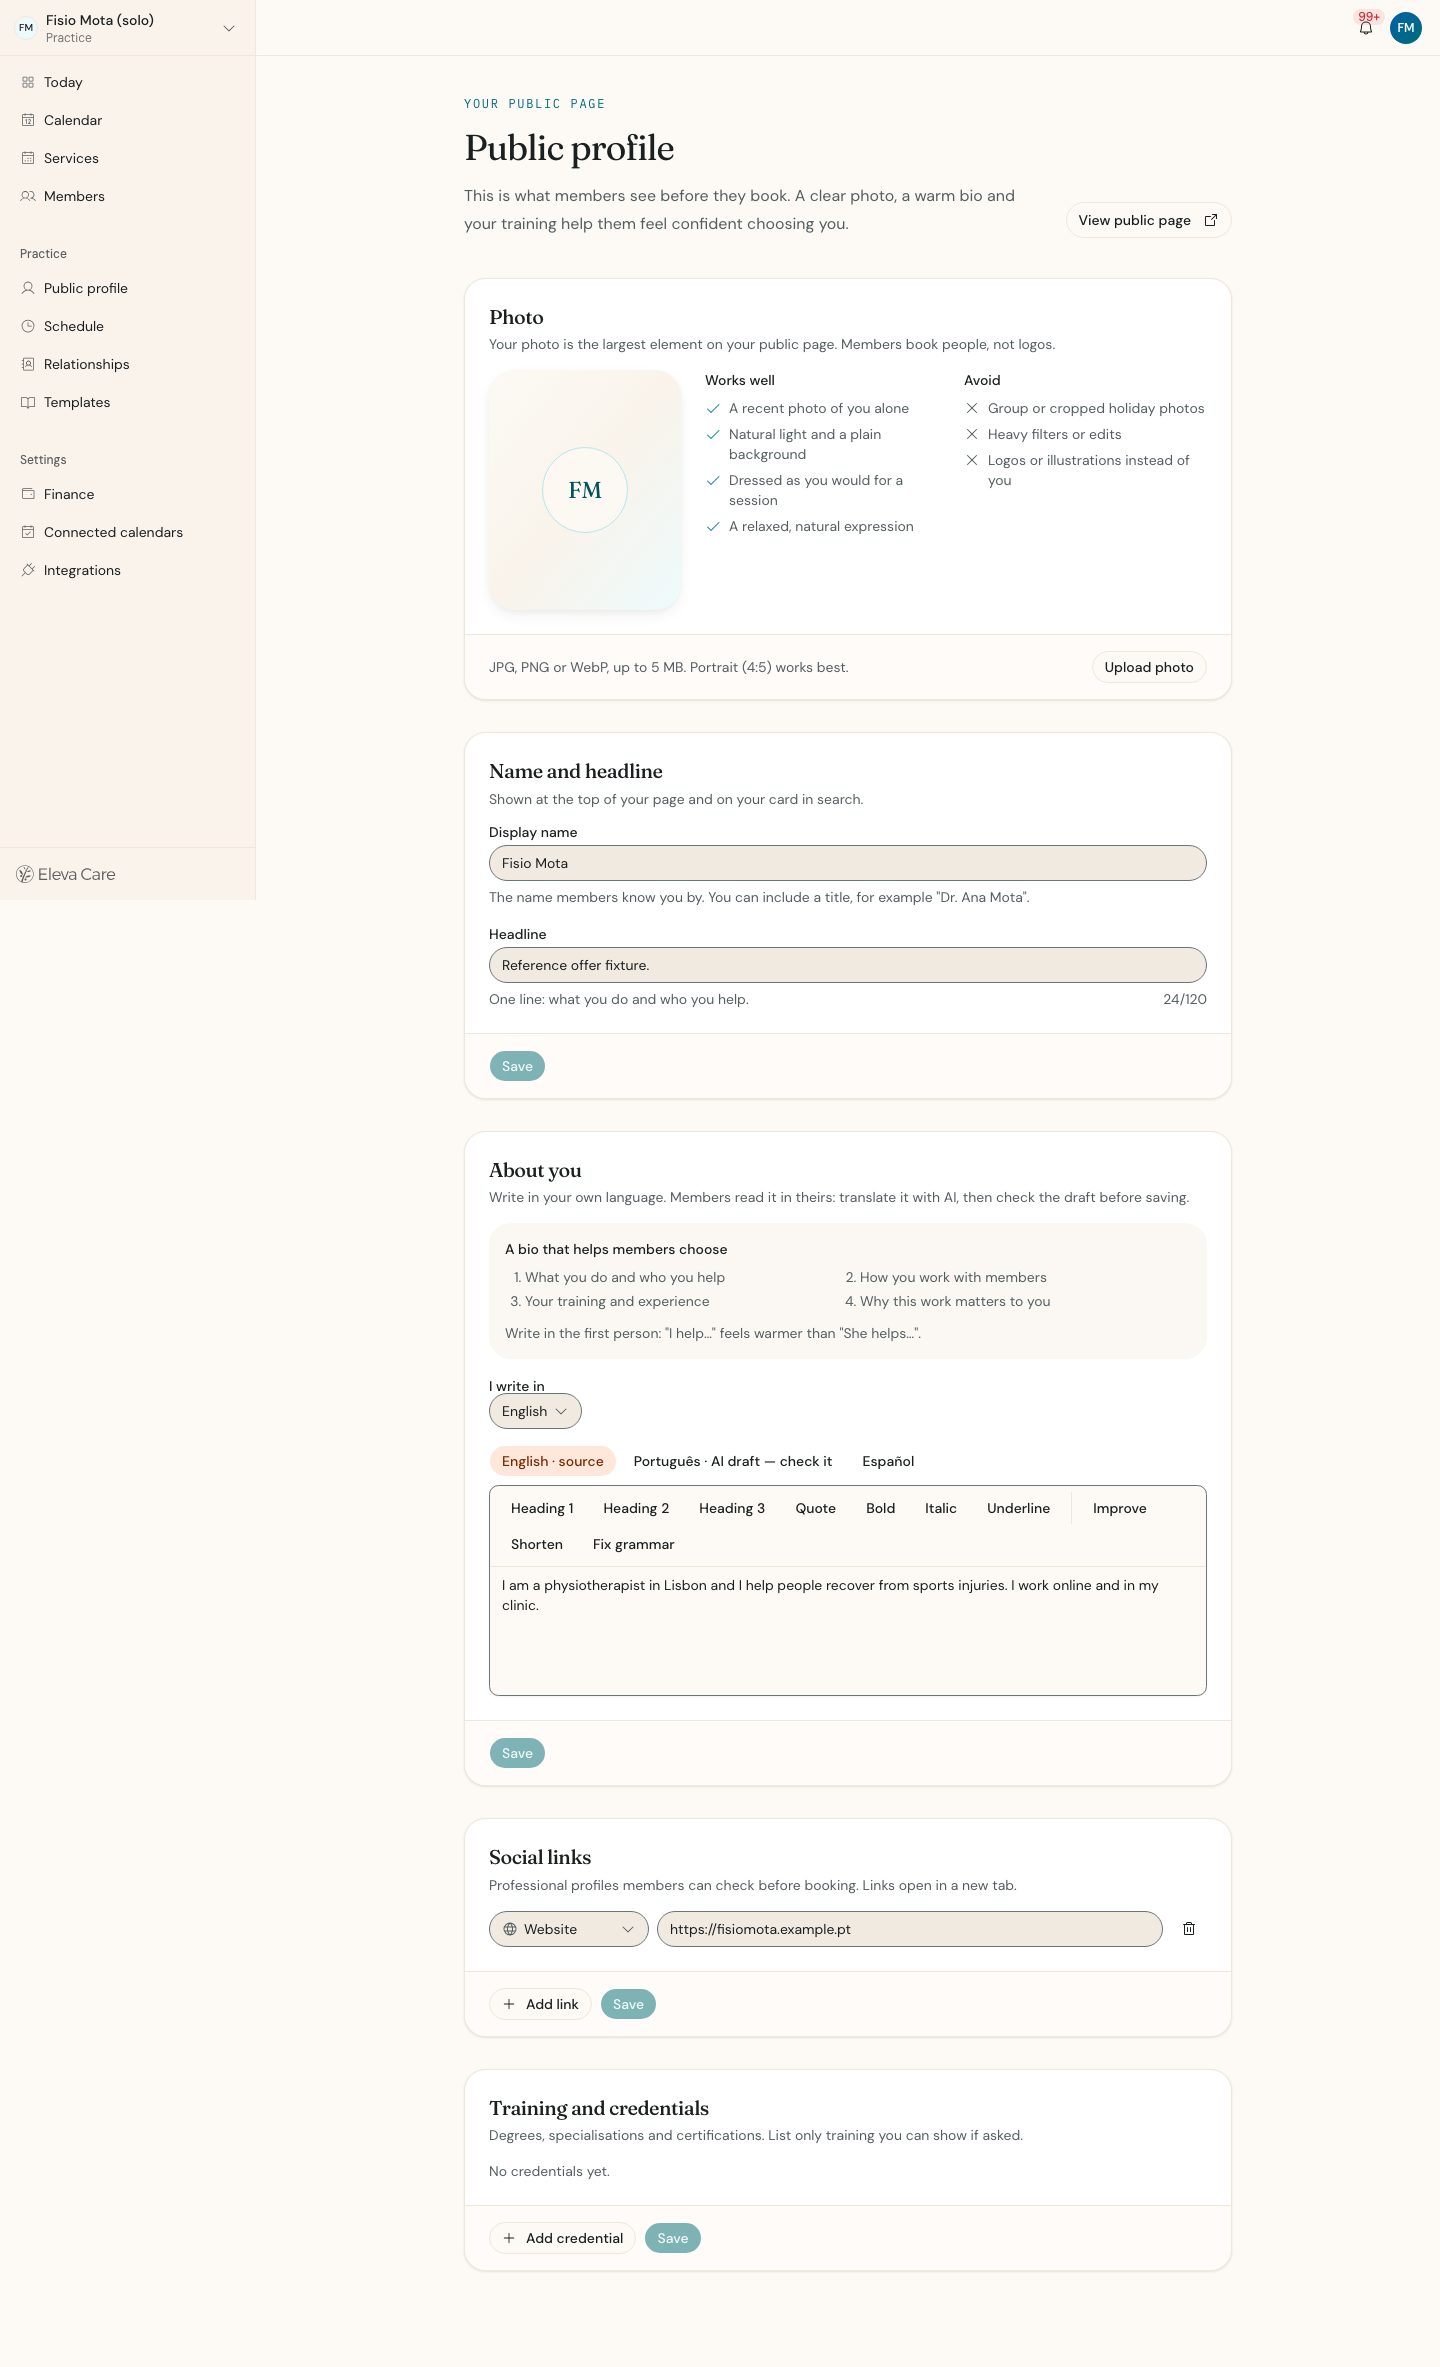 FM
Fisio Mota (solo)
Practice
99+
FM
Today
Calendar
Services
Members
Practice
Public profile
Schedule
Relationships
Templates
Settings
Finance
Connected calendars
Integrations
Eleva Care
YOUR PUBLIC PAGE
Public profile
This is what members see before they book. A clear photo, a warm bio and
your training help them feel confident choosing you.
View public page
Photo
Your photo is the largest element on your public page. Members book people, not logos.
FM
Works well
A recent photo of you alone
Natural light and a plain
background
Dressed as you would for a
session
A relaxed, natural expression
Avoid
Group or cropped holiday photos
Heavy filters or edits
Logos or illustrations instead of
you
JPG, PNG or WebP, up to 5 MB. Portrait (4:5) works best.
Upload photo
Name and headline
Shown at the top of your page and on your card in search.
Display name
Fisio Mota
The name members know you by. You can include a title, for example "Dr. Ana Mota".
Headline
Reference offer fixture.
One line: what you do and who you help.
24/120
Save
About you
Write in your own language. Members read it in theirs: translate it with AI, then check the draft before saving.
A bio that helps members choose
1. What you do and who you help
2. How you work with members
3. Your training and experience
4. Why this work matters to you
Write in the first person: "I help…" feels warmer than "She helps…".
I write in
English
English · source
Português · AI draft — check it
Español
Heading 1
Heading 2
Heading 3
Quote
Bold
Italic
Underline
Improve
Shorten
Fix grammar
I am a physiotherapist in Lisbon and I help people recover from sports injuries. I work online and in my
clinic.
Save
Social links
Professional profiles members can check before booking. Links open in a new tab.
Website
https://fisiomota.example.pt
Add link
Save
Training and credentials
Degrees, specialisations and certifications. List only training you can show if asked.
No credentials yet.
Add credential
Save